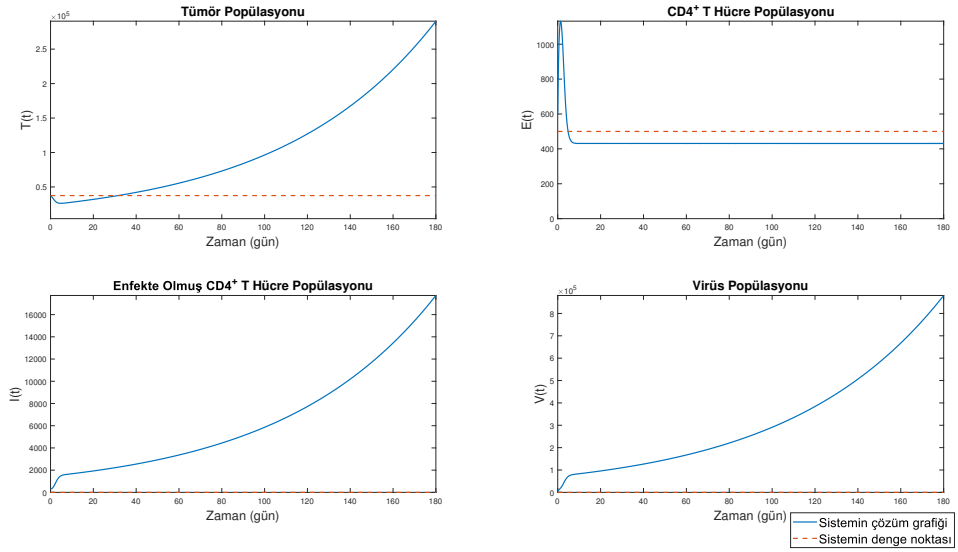 Tümör Popülasyonu
×10⁵
2.5
2
1.5
1
0.5
T(t)
0 20 40 60 80 100 120 140 160 180
Zaman (gün)
CD4⁺ T Hücre Popülasyonu
1000
800
600
400
200
0
E(t)
0 20 40 60 80 100 120 140 160 180
Zaman (gün)
Enfekte Olmuş CD4⁺ T Hücre Popülasyonu
16000
14000
12000
10000
8000
6000
4000
2000
0
I(t)
0 20 40 60 80 100 120 140 160 180
Zaman (gün)
Virüs Popülasyonu
×10⁵
8
7
6
5
4
3
2
1
0
V(t)
0 20 40 60 80 100 120 140 160 180
Zaman (gün)
Sistemin çözüm grafiği
Sistemin denge noktası